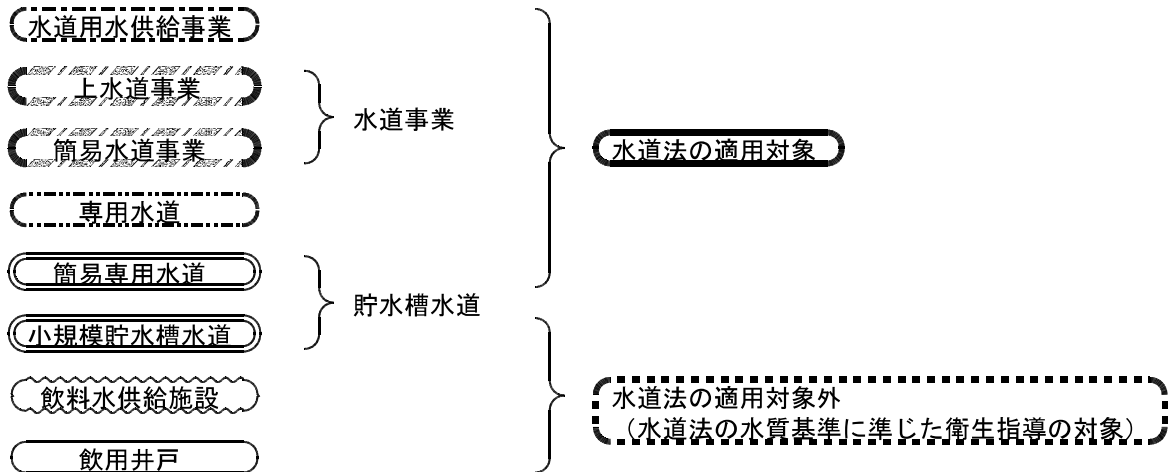 水道用水供給事業
上水道事業
簡易水道事業
専用水道
簡易専用水道
小規模貯水槽水道
飲料水供給施設
飲用井戸
水道事業
貯水槽水道
水道法の適用対象
水道法の適用対象外
（水道法の水質基準に準じた衛生指導の対象）